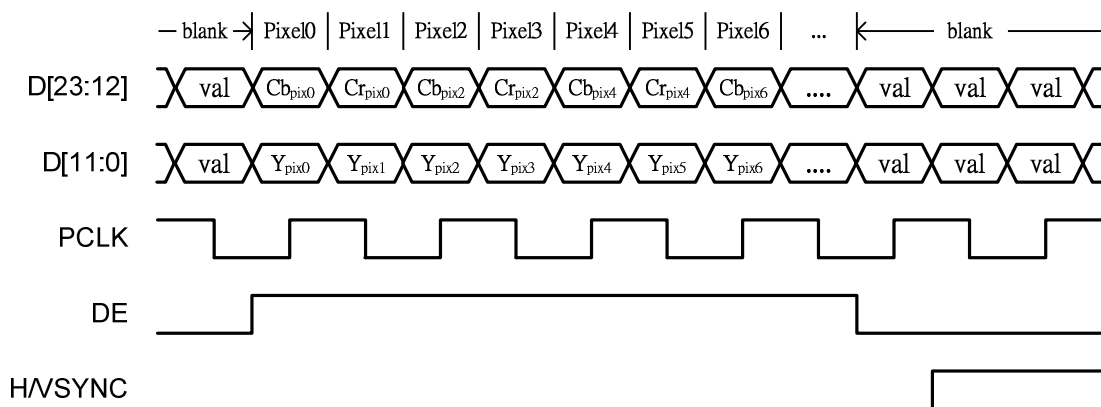 blank Pixel0 Pixel1 Pixel2 Pixel3 Pixel4 Pixel5 Pixel6 ... blank
D[23:12] val Cbpix0 Crpix0 Cbpix2 Crpix2 Cbpix4 Crpix4 Cbpix6 .... val val val
D[11:0] val Ypix0 Ypix1 Ypix2 Ypix3 Ypix4 Ypix5 Ypix6 .... val val val
PCLK
DE
H/VSYNC